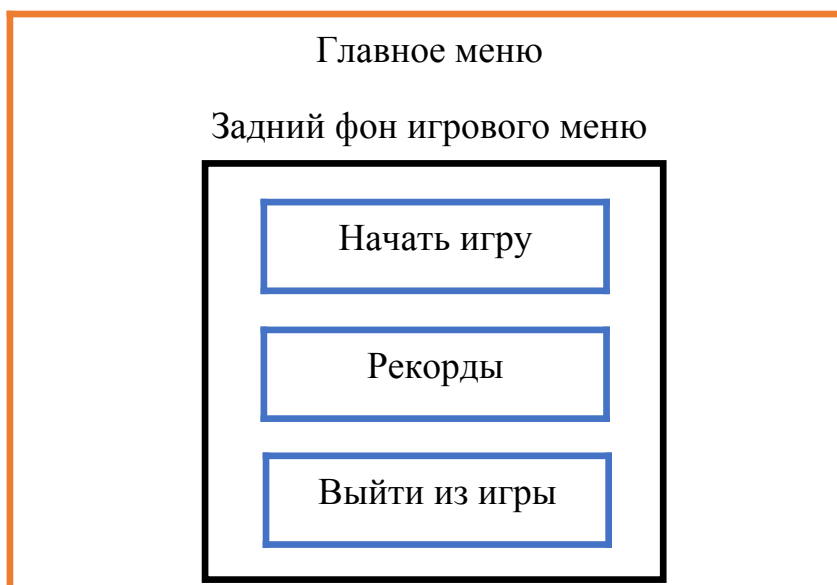 Главное меню
Задний фон игрового меню
Начать игру
Рекорды
Выйти из игры